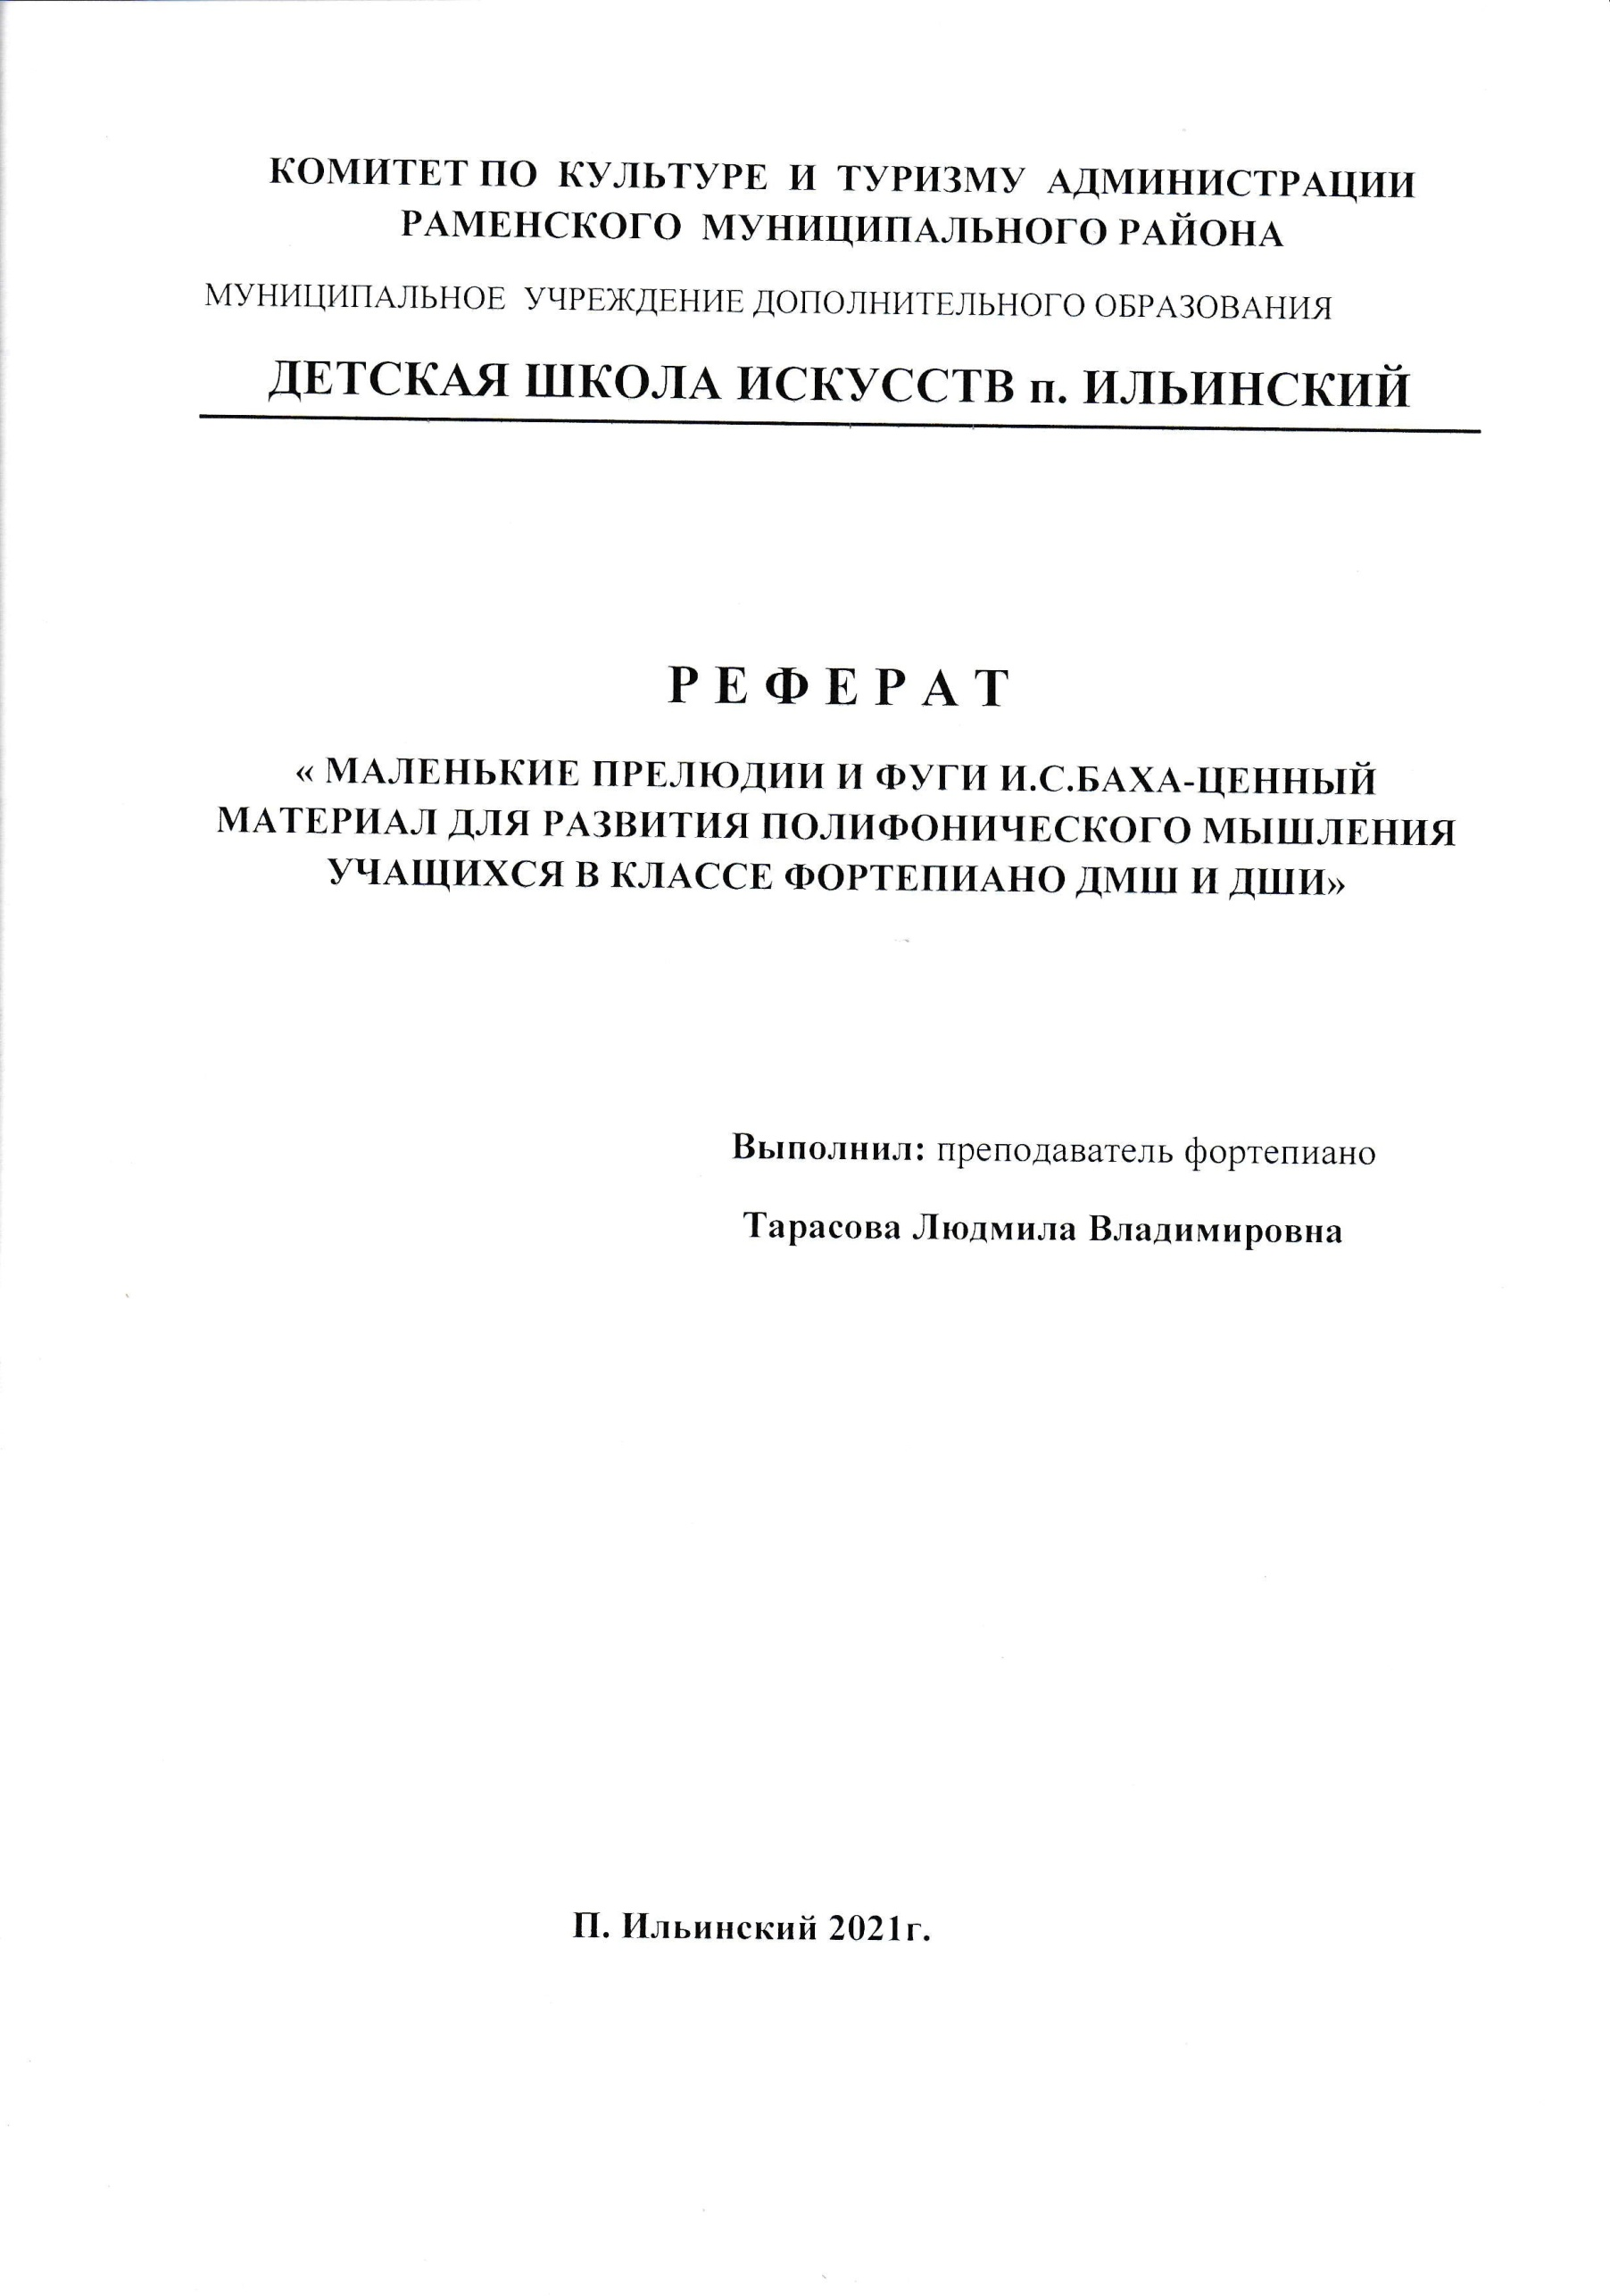 КОМИТЕТ ПО КУЛЬТУРЕ И ТУРИЗМУ АДМИНИСТРАЦИИ
РАМЕНСКОГО МУНИЦИПАЛЬНОГО РАЙОНА
МУНИЦИПАЛЬНОЕ УЧРЕЖДЕНИЕ ДОПОЛНИТЕЛЬНОГО ОБРАЗОВАНИЯ
ДЕТСКАЯ ШКОЛА ИСКУССТВ п. ИЛЬИНСКИЙ
Р Е Ф Е Р А Т
« МАЛЕНЬКИЕ ПРЕЛЮДИИ И ФУГИ И.С.БАХА-ЦЕННЫЙ
МАТЕРИАЛ ДЛЯ РАЗВИТИЯ ПОЛИФОНИЧЕСКОГО МЫШЛЕНИЯ
УЧАЩИХСЯ В КЛАССЕ ФОРТЕПИАНО ДМШ И ДШИ»
Выполнил: преподаватель фортепиано
Тарасова Людмила Владимировна
П. Ильинский 2021г.